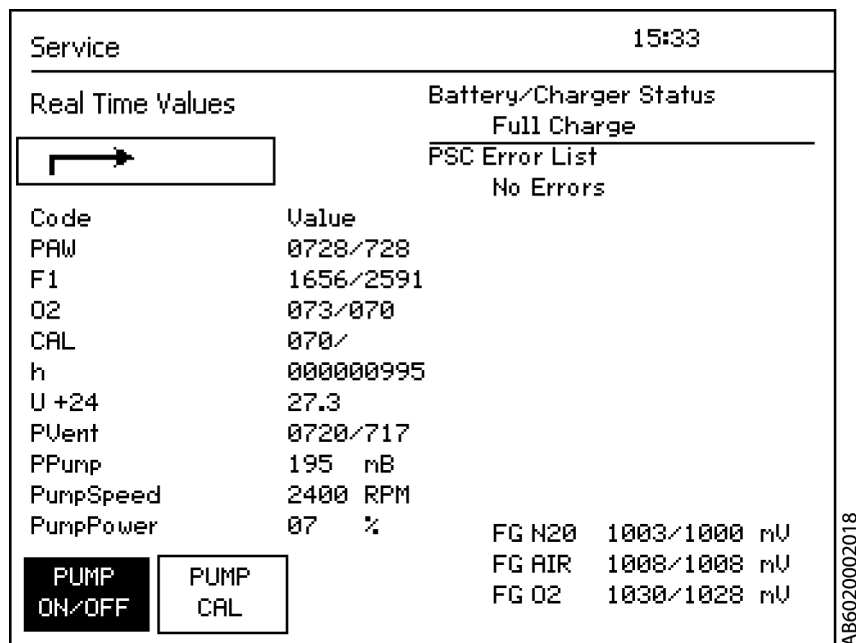 Service 15:33
Real Time Values
Battery/Charger Status
Full Charge
PSC Error List
No Errors
Code Value
PAW 0728/728
F1 1656/2591
O2 073/070
CAL 070/
h 000000995
U +24 27.3
PVent 0720/717
PPump 195 mB
PumpSpeed 2400 RPM
PumpPower 07 %
FG N20 1003/1000 mV
FG AIR 1008/1008 mV
FG O2 1030/1028 mV
PUMP ON/OFF
PUMP CAL
AB6020002018